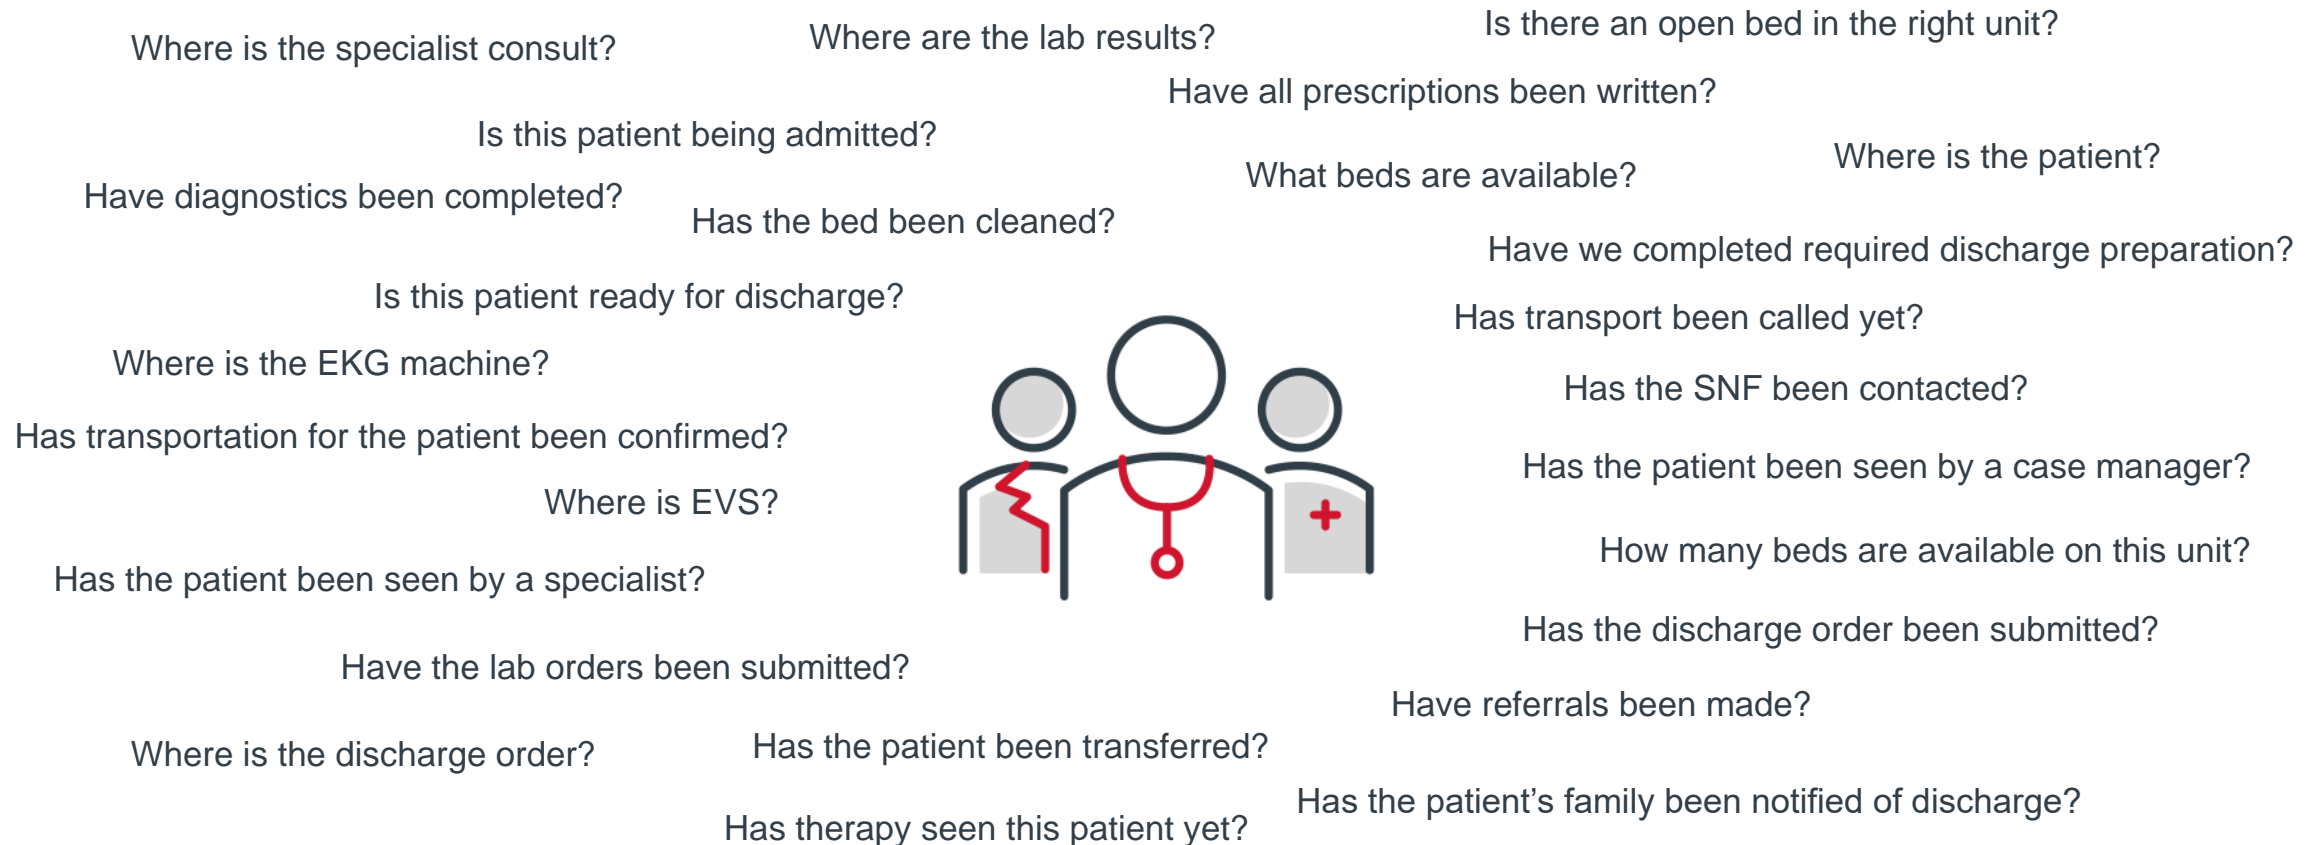 Is there an open bed in the right unit?
Where are the lab results?
Where is the specialist consult?
Have all prescriptions been written?
Is this patient being admitted?
Where is the patient?
What beds are available?
Have diagnostics been completed?
Has the bed been cleaned?
Have we completed required discharge preparation?
Is this patient ready for discharge?
Has transport been called yet?
Where is the EKG machine?
Has the SNF been contacted?
Has transportation for the patient been confirmed?
Has the patient been seen by a case manager?
Where is EVS?
How many beds are available on this unit?
Has the patient been seen by a specialist?
Has the discharge order been submitted?
Have the lab orders been submitted?
Have referrals been made?
Has the patient been transferred?
Where is the discharge order?
Has the patient’s family been notified of discharge?
Has therapy seen this patient yet?